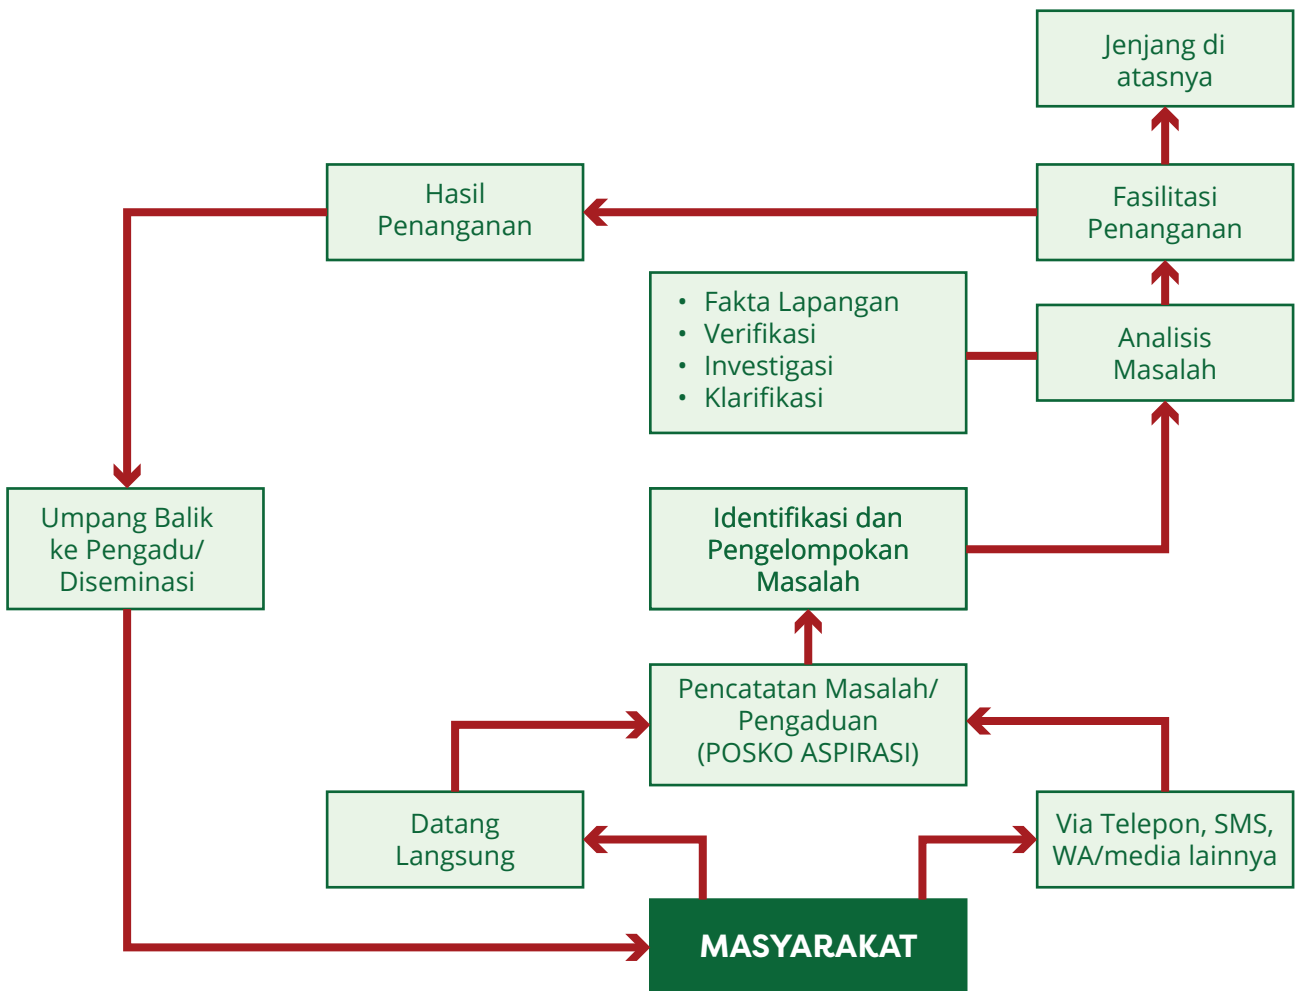 Jenjang di
atasnya
Hasil
Penanganan
Fasilitasi
Penanganan
• Fakta Lapangan
• Verifikasi
• Investigasi
• Klarifikasi
Analisis
Masalah
Umpang Balik
ke Pengadu/
Diseminasi
Identifikasi dan
Pengelompokan
Masalah
Pencatatan Masalah/
Pengaduan
(POSKO ASPIRASI)
Datang
Langsung
Via Telepon, SMS,
WA/media lainnya
MASYARAKAT